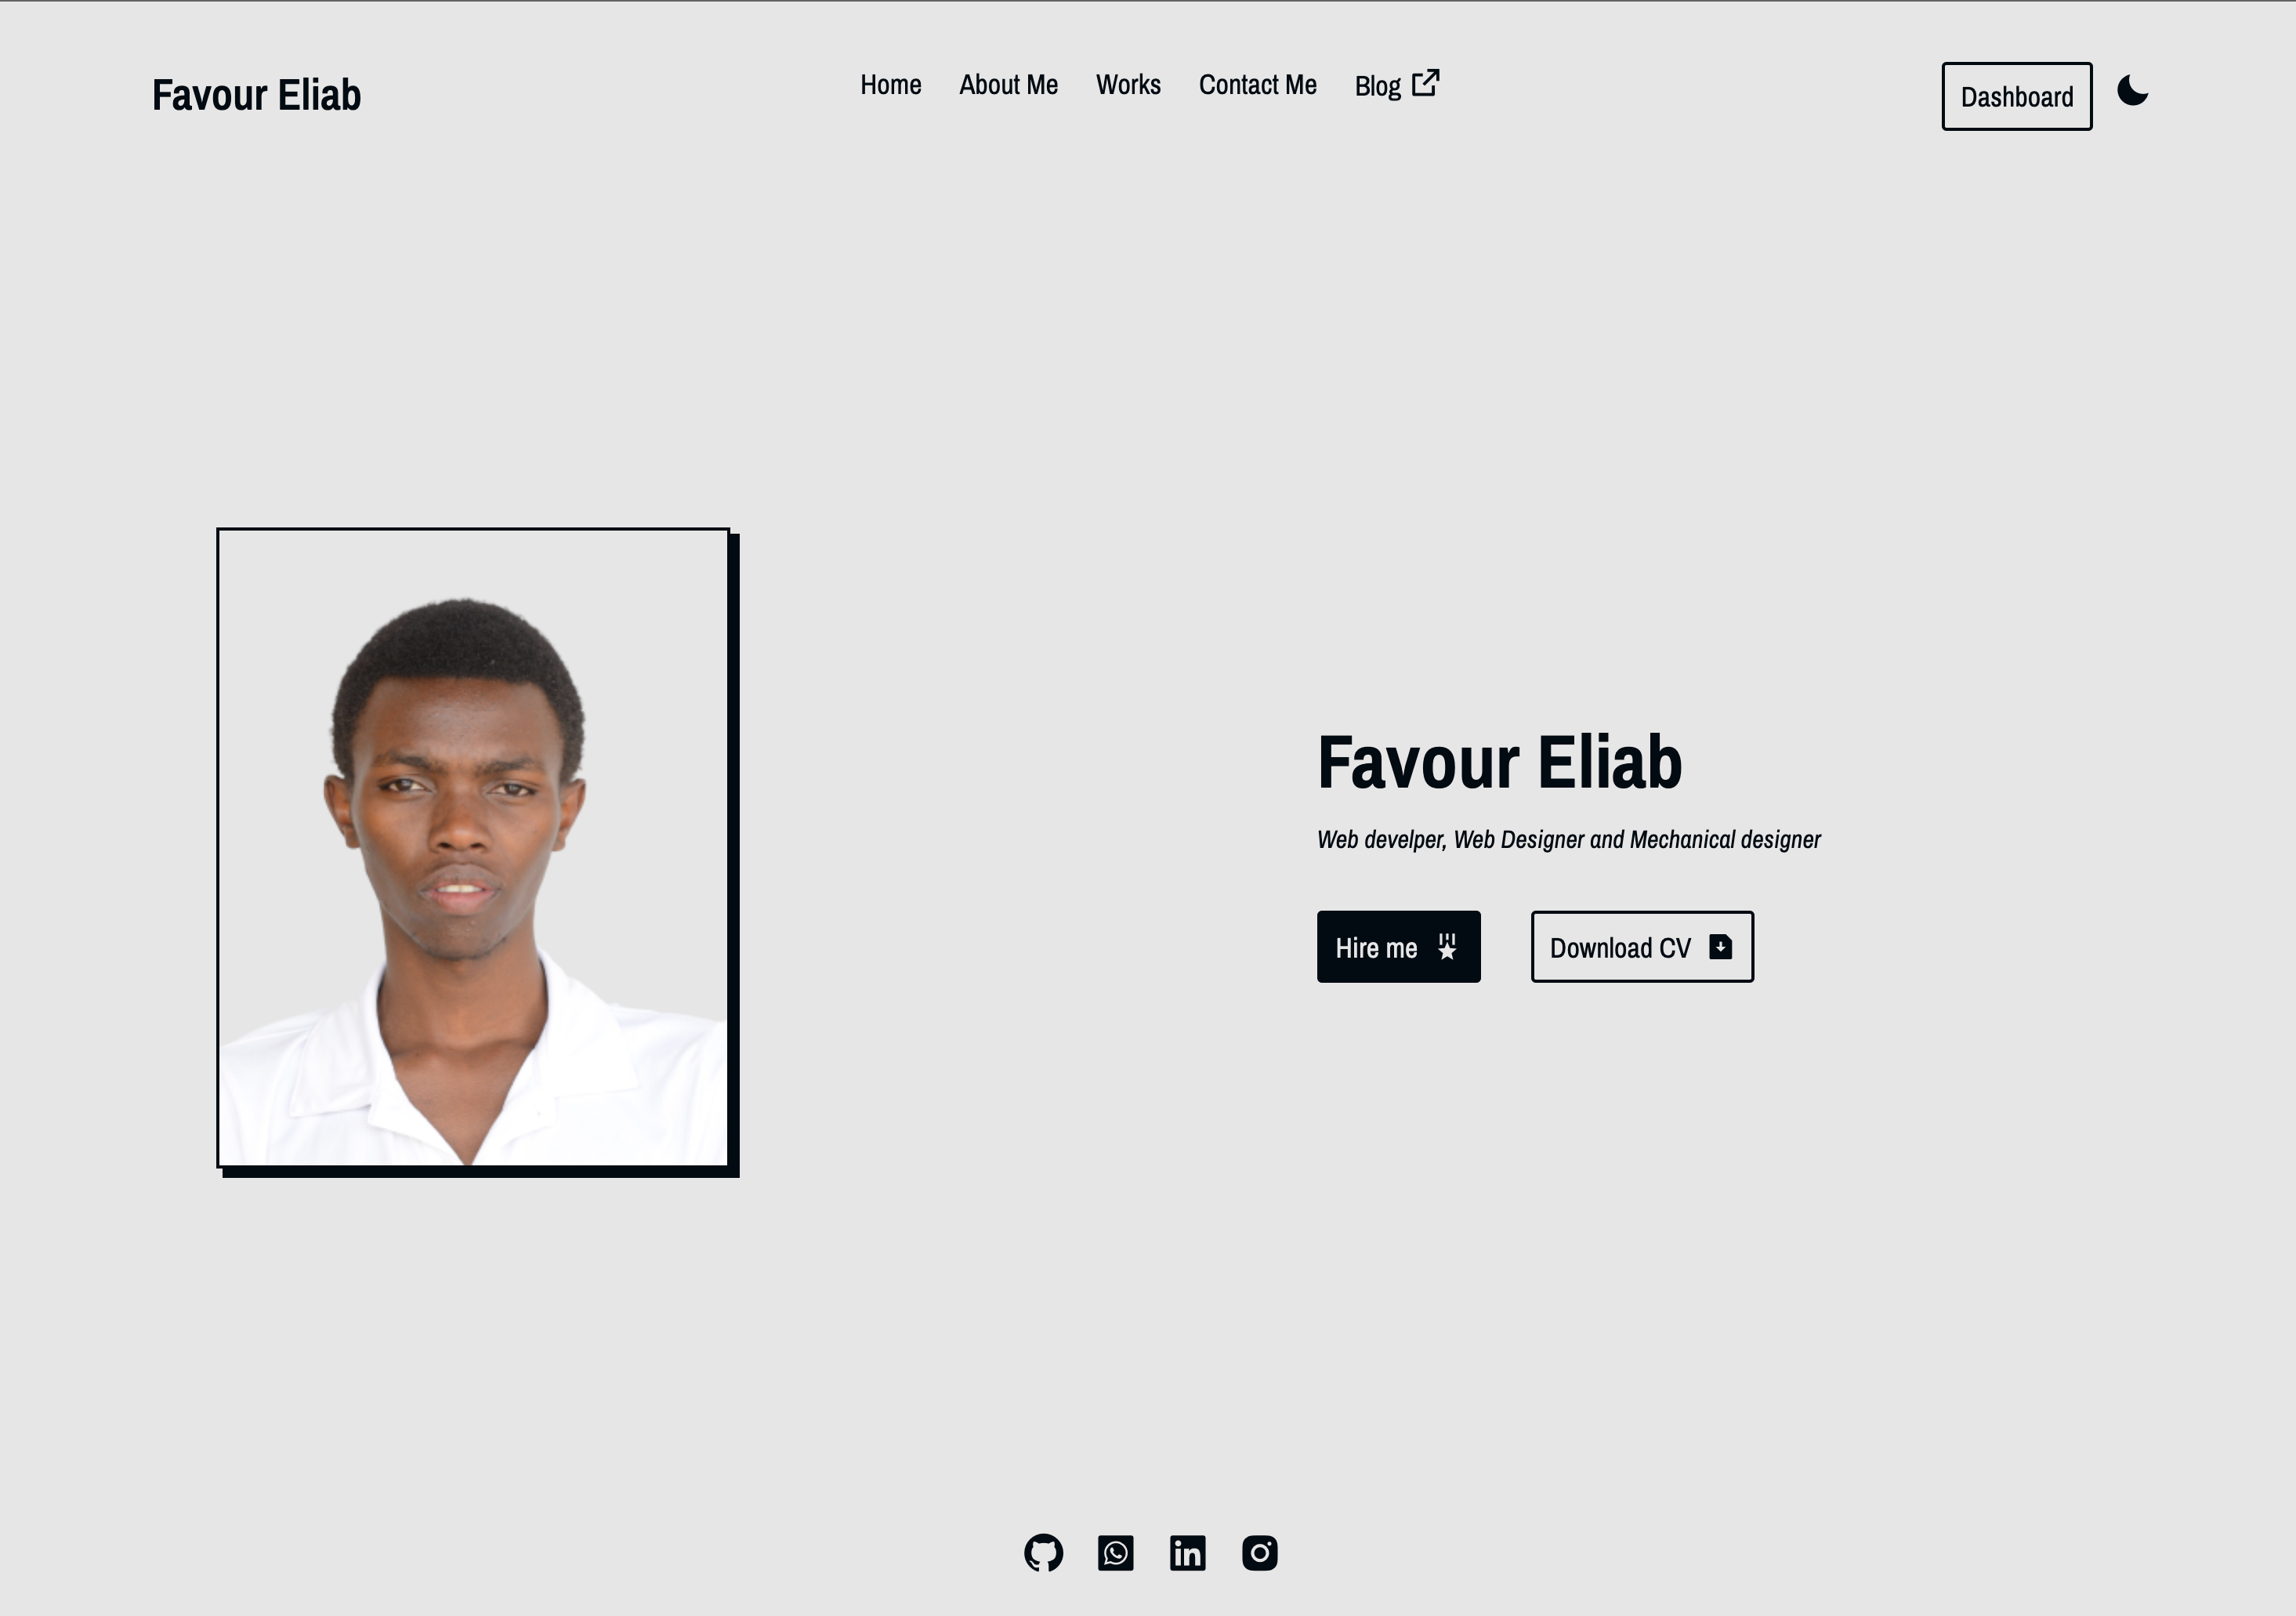 Favour Eliab
Home About Me Works Contact Me Blog
Dashboard
Favour Eliab
Web develper, Web Designer and Mechanical designer
Hire me
Download CV